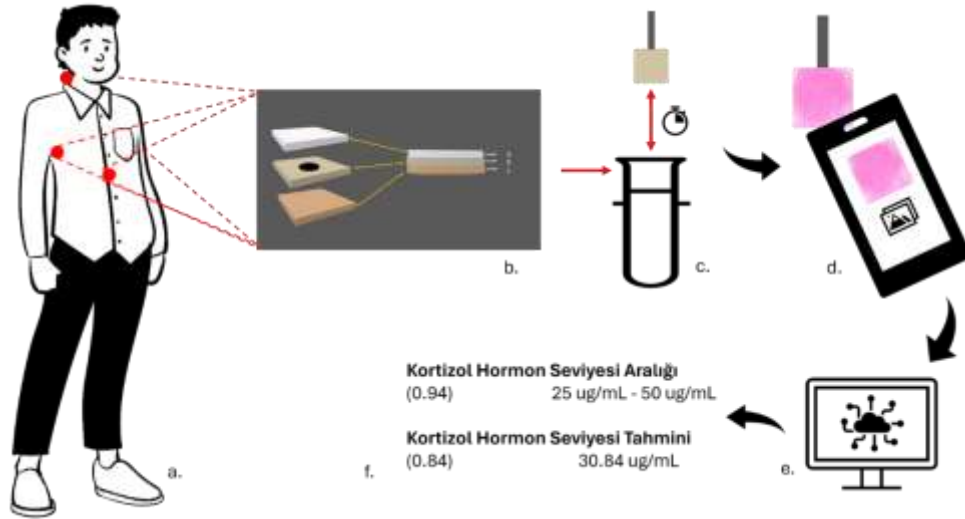 b.
c.
d.
Kortizol Hormon Seviyesi Aralığı
(0.94) 25 ug/mL - 50 ug/mL
Kortizol Hormon Seviyesi Tahmini
(0.84) 30.84 ug/mL
a.
f.
e.